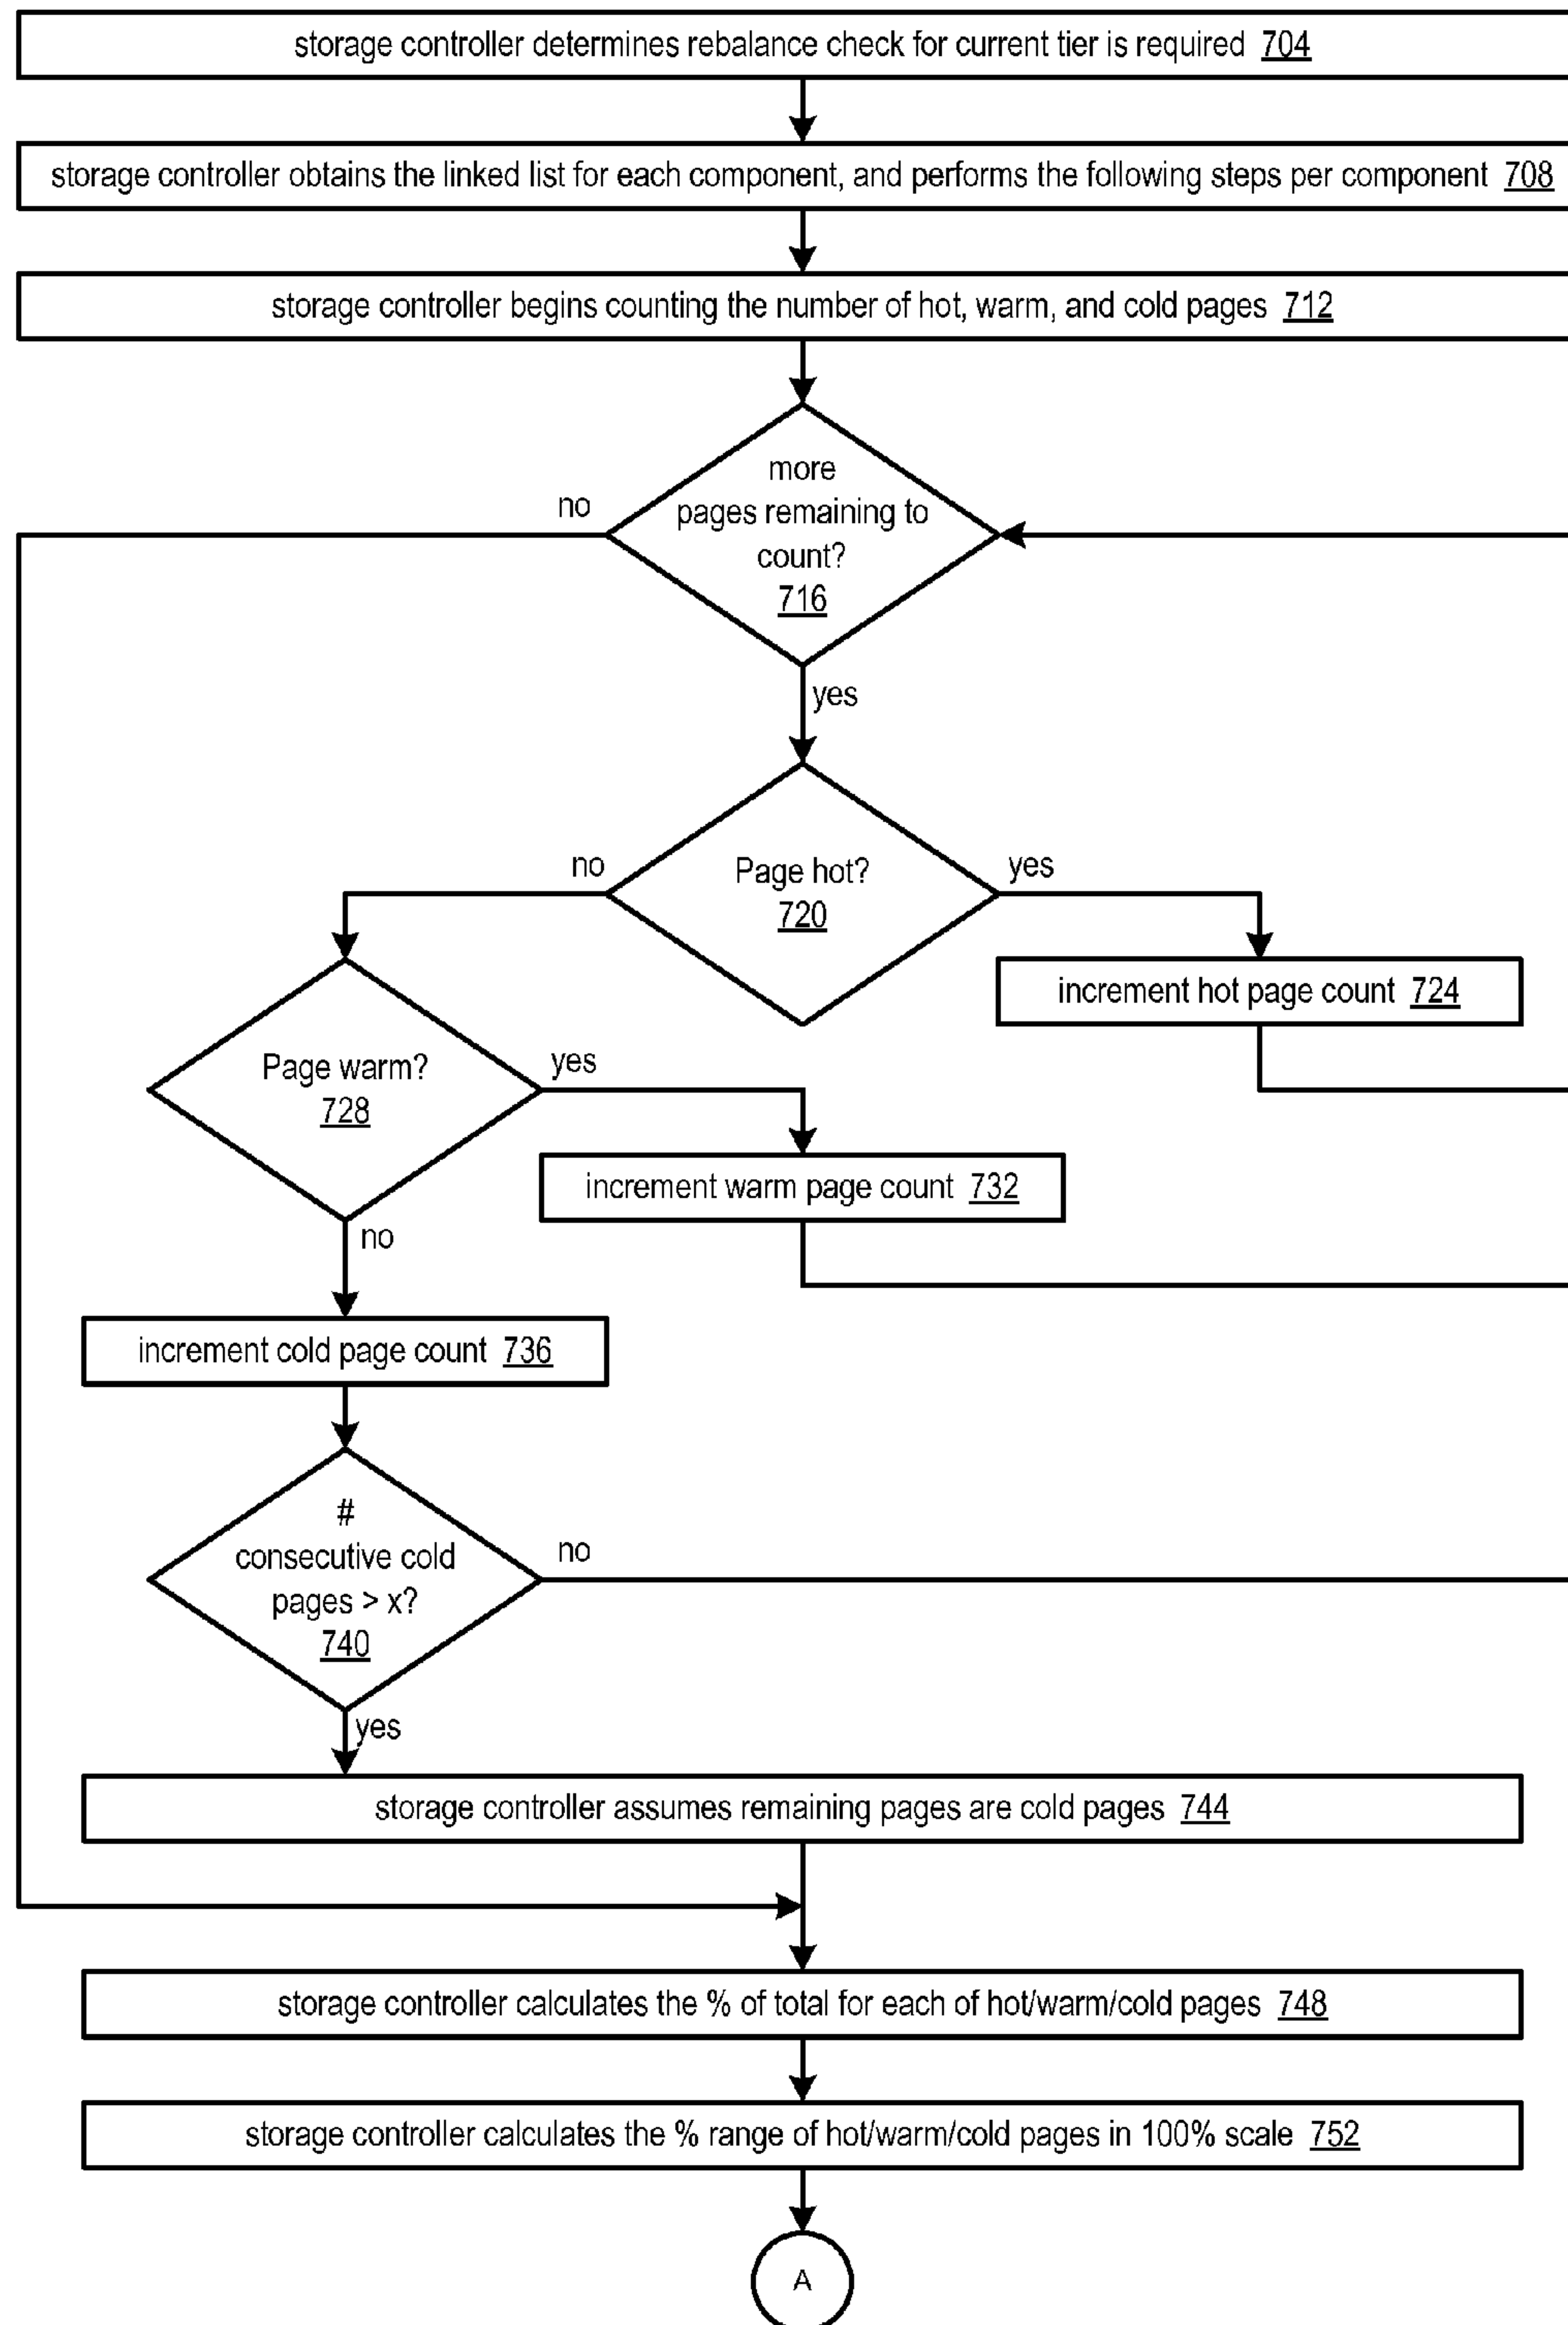 storage controller determines rebalance check for current tier is required 704
storage controller obtains the linked list for each component, and performs the following steps per component 708
storage controller begins counting the number of hot, warm, and cold pages 712
more
pages remaining to
count?
716
no
yes
Page hot?
720
no
yes
increment hot page count 724
Page warm?
728
yes
increment warm page count 732
no
increment cold page count 736
#
consecutive cold
pages > x?
740
no
yes
storage controller assumes remaining pages are cold pages 744
storage controller calculates the % of total for each of hot/warm/cold pages 748
storage controller calculates the % range of hot/warm/cold pages in 100% scale 752
A